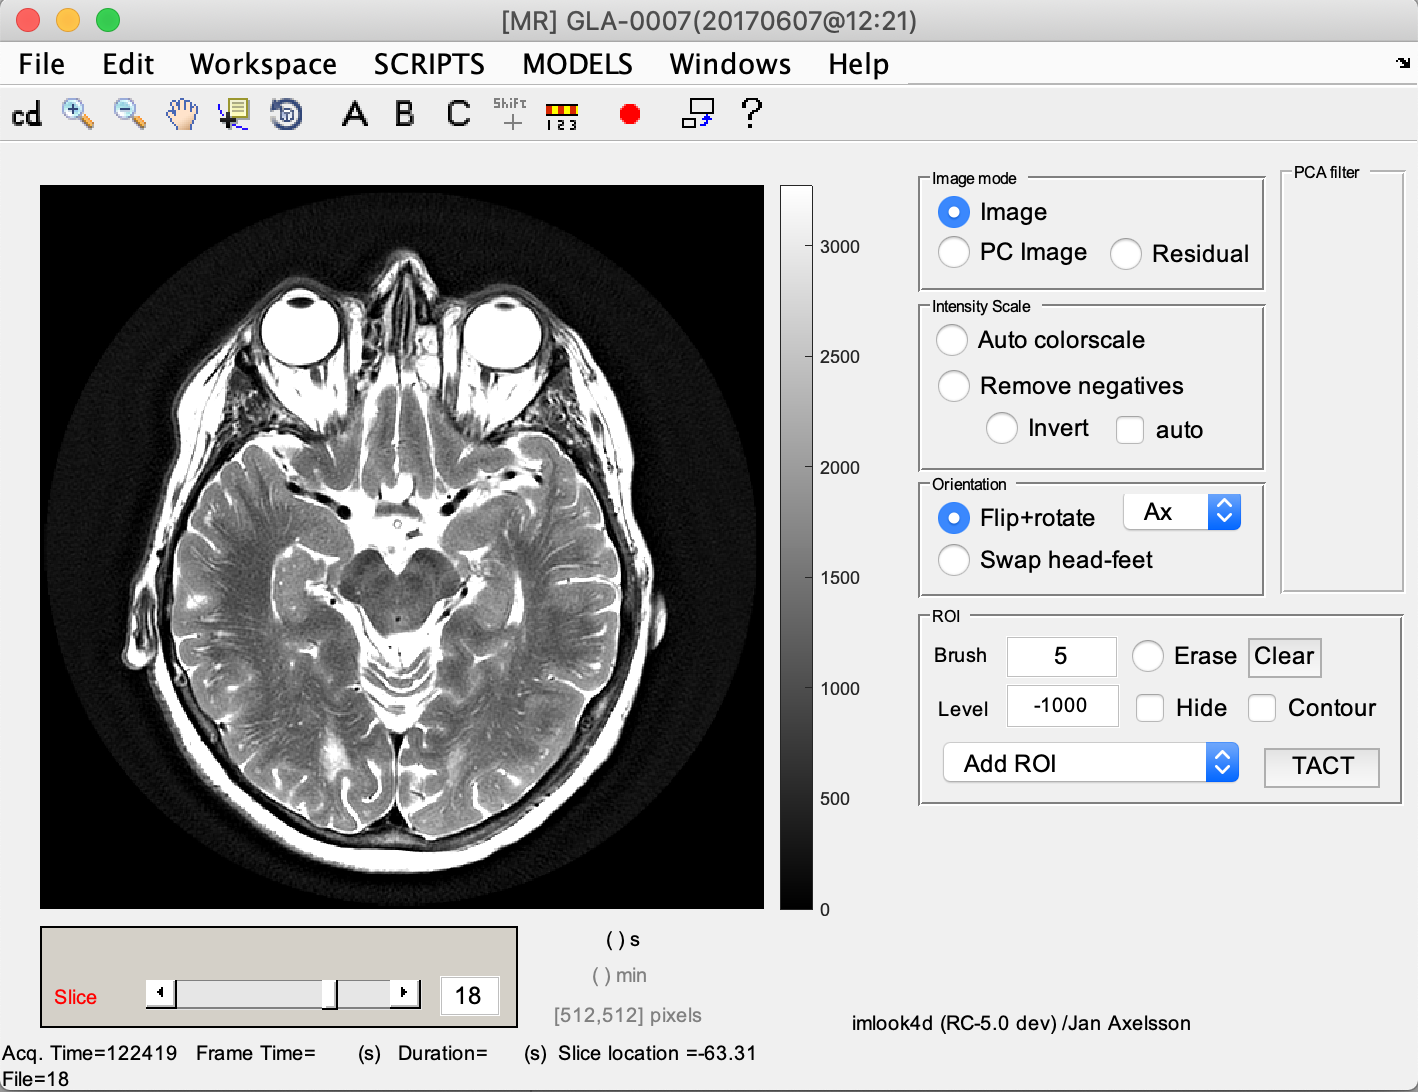 [MR] GLA-0007(20170607@12:21)
File Edit Workspace SCRIPTS MODELS Windows Help
cd A B C Shift 1 2 3 ?
Image mode
PCA filter
Image
PC Image Residual
Intensity Scale
Auto colorscale
Remove negatives
Invert auto
Orientation
Flip+rotate Ax
Swap head-feet
ROI
Brush 5 Erase Clear
Level -1000 Hide Contour
Add ROI TACT
3000
2500
2000
1500
1000
500
0
( ) s
( ) min
[512,512] pixels
Slice 18
imlook4d (RC-5.0 dev) /Jan Axelsson
Acq. Time=122419 Frame Time= (s) Duration= (s) Slice location =-63.31
File=18